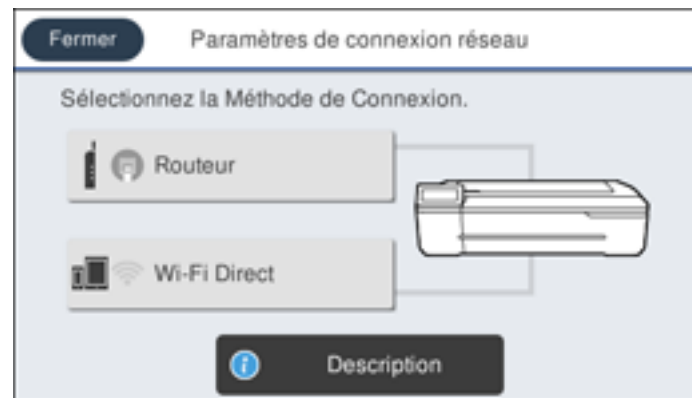 Fermer
Paramètres de connexion réseau
Sélectionnez la Méthode de Connexion.
Routeur
Wi-Fi Direct
Description